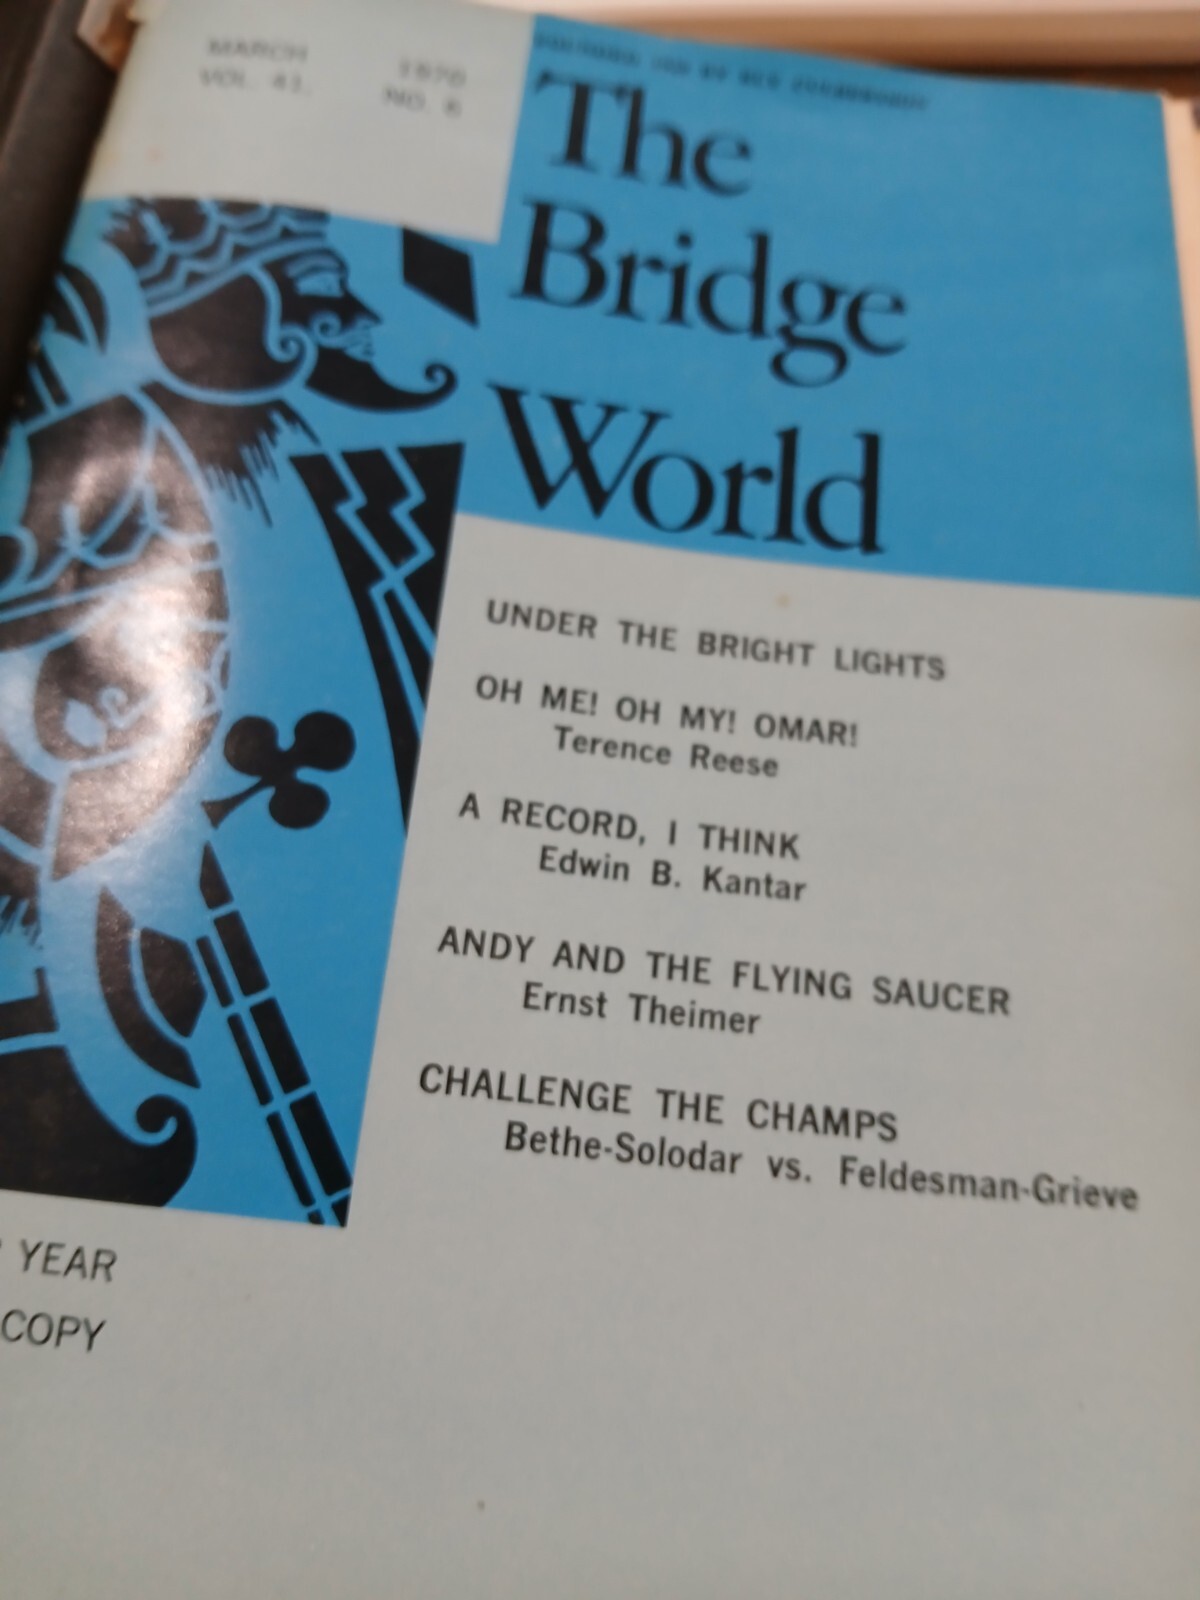 MARCH 1970
VOL. 41. NO. 6
The
Bridge
World
UNDER THE BRIGHT LIGHTS
OH ME! OH MY! OMAR!
Terence Reese
A RECORD, I THINK
Edwin B. Kantar
ANDY AND THE FLYING SAUCER
Ernst Theimer
CHALLENGE THE CHAMPS
Bethe-Solodar vs. Feldesman-Grieve
YEAR
COPY